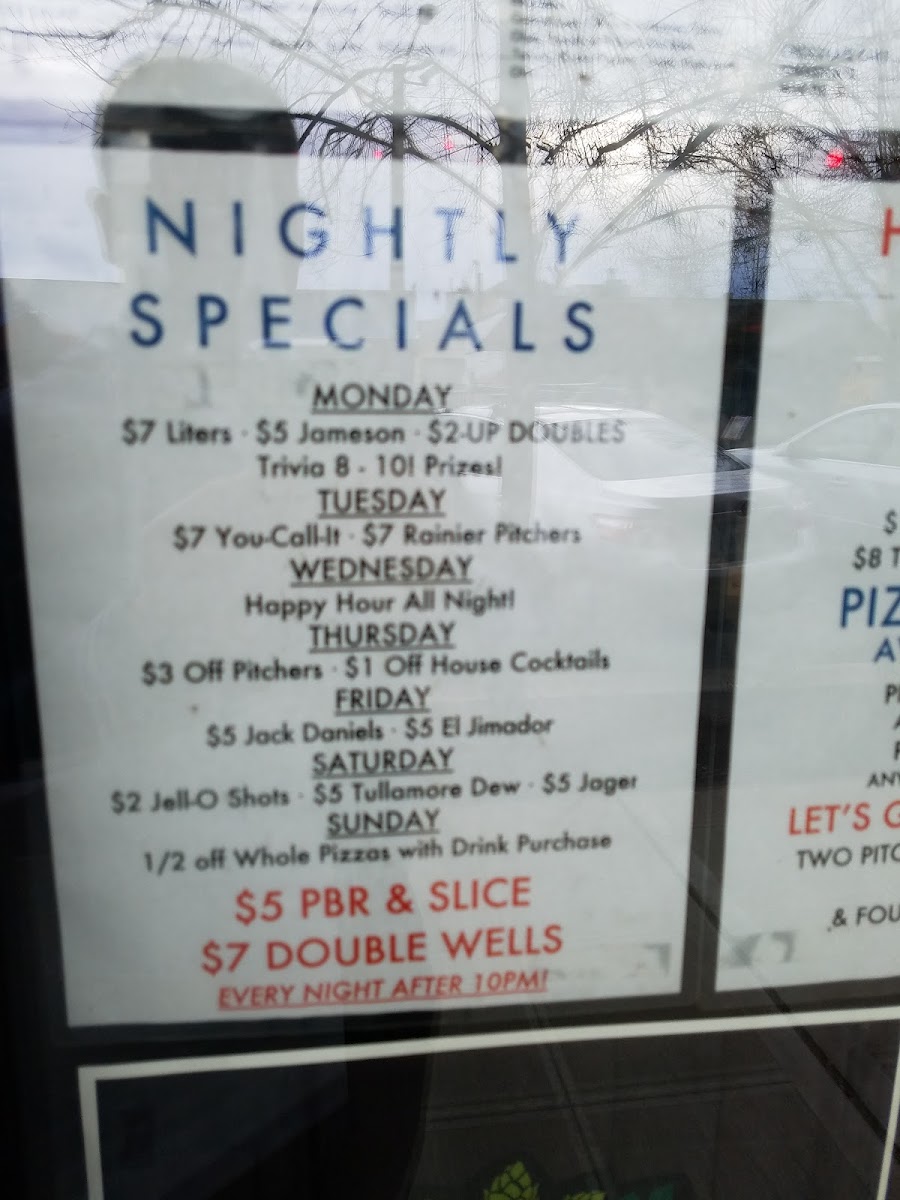 NIGHTLY
SPECIALS
MONDAY
$7 Liters · $5 Jameson · $2-UP DOUBLES
Trivia 8 - 10! Prizes!
TUESDAY
$7 You-Call-It · $7 Rainier Pitchers
WEDNESDAY
Happy Hour All Night!
THURSDAY
$3 Off Pitchers · $1 Off House Cocktails
FRIDAY
$5 Jack Daniels · $5 El Jimador
SATURDAY
$2 Jell-O Shots · $5 Tullamore Dew · $5 Jager
SUNDAY
1/2 off Whole Pizzas with Drink Purchase
$5 PBR & SLICE
$7 DOUBLE WELLS
EVERY NIGHT AFTER 10PM!
H
$
$8 T
PIZ
AV
ANY
LET'S G
TWO PITC
& FOU